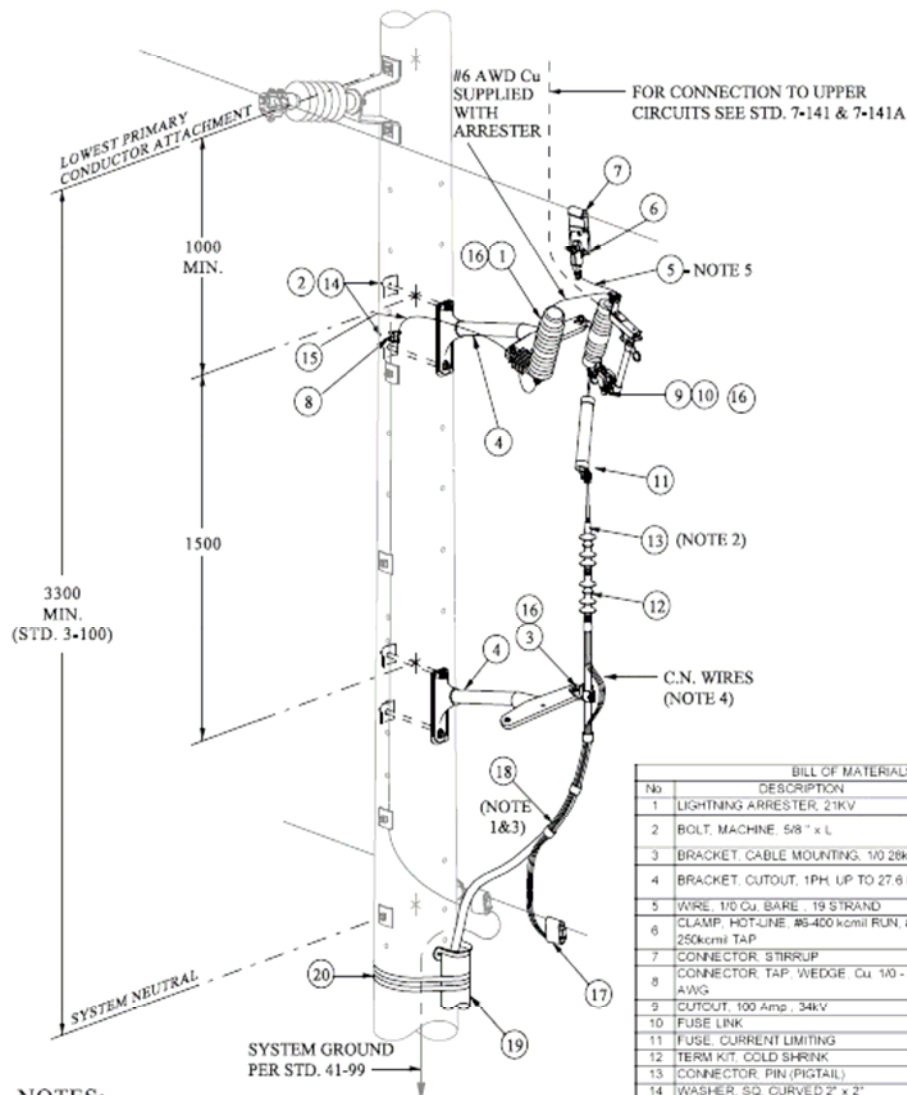 #6 AWG Cu
SUPPLIED
WITH
ARRESTER
FOR CONNECTION TO UPPER
CIRCUITS SEE STD. 7-141 & 7-141A
LOWEST PRIMARY
CONDUCTOR ATTACHMENT
7
6
5 - NOTE 5
16 1
1000
MIN.
2 14
15
8
4
9 10 16
11
13 (NOTE 2)
12
1500
3300
MIN.
(STD. 3-100)
16
3
4
C.N. WIRES
(NOTE 4)
18
(NOTE
1&3)
17
20
19
SYSTEM NEUTRAL
SYSTEM GROUND
PER STD. 41-99
NOTES:
BILL OF MATERIALS
No DESCRIPTION
1 LIGHTNING ARRESTER, 21KV
2 BOLT, MACHINE, 5/8 " x L
3 BRACKET, CABLE MOUNTING, 1/0 28k
4 BRACKET, CUTOUT, 1PH, UP TO 27.6
5 WIRE, 1/0 Cu, BARE , 19 STRAND
6 CLAMP, HOT-LINE, #6-400 kcmil RUN,
250kcmil TAP
7 CONNECTOR, STIRRUP
8 CONNECTOR, TAP, WEDGE, Cu, 1/0 -
AWG
9 CUTOUT, 100 Amp , 34kV
10 FUSE LINK
11 FUSE, CURRENT LIMITING
12 TERM KIT, COLD SHRINK
13 CONNECTOR, PIN (PIGTAIL)
14 WASHER, SQ, CURVED 2" x 2"